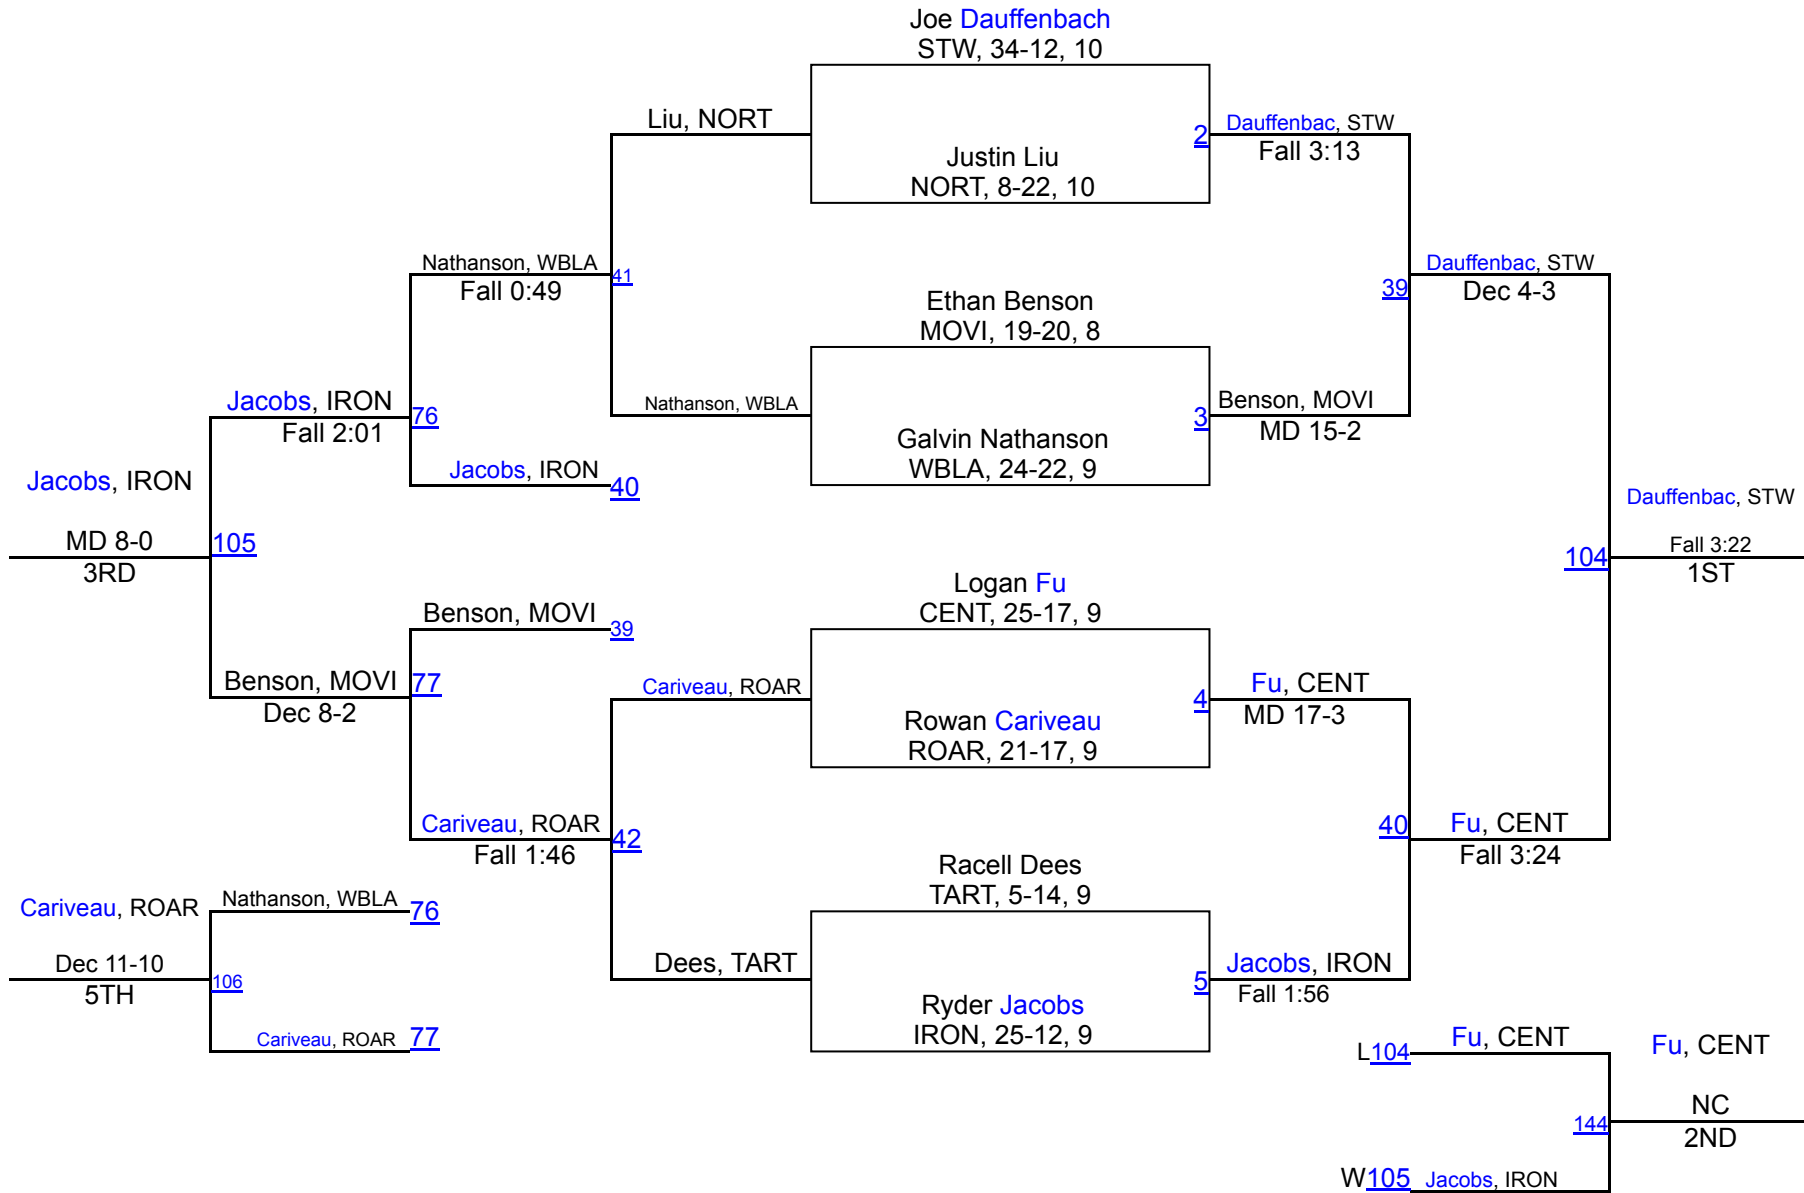 Joe Dauffenbach
STW, 34-12, 10
Liu, NORT
2
Dauffenbac, STW
Fall 3:13
Justin Liu
NORT, 8-22, 10
Nathanson, WBLA
Fall 0:49
41
Dauffenbac, STW
Dec 4-3
39
Ethan Benson
MOVI, 19-20, 8
Jacobs, IRON
Fall 2:01
76
Nathanson, WBLA
3
Benson, MOVI
MD 15-2
Galvin Nathanson
WBLA, 24-22, 9
Jacobs, IRON
40
Jacobs, IRON
MD 8-0
3RD
105
Dauffenbac, STW
Fall 3:22
1ST
104
Logan Fu
CENT, 25-17, 9
Benson, MOVI
39
Benson, MOVI
Dec 8-2
77
Cariveau, ROAR
4
Fu, CENT
MD 17-3
Rowan Cariveau
ROAR, 21-17, 9
Cariveau, ROAR
Fall 1:46
42
40
Fu, CENT
Fall 3:24
Racell Dees
TART, 5-14, 9
Cariveau, ROAR
Dec 11-10
5TH
Nathanson, WBLA
76
106
Cariveau, ROAR
77
Dees, TART
5
Jacobs, IRON
Fall 1:56
Ryder Jacobs
IRON, 25-12, 9
L104
Fu, CENT
Fu, CENT
NC
2ND
144
W105
Jacobs, IRON